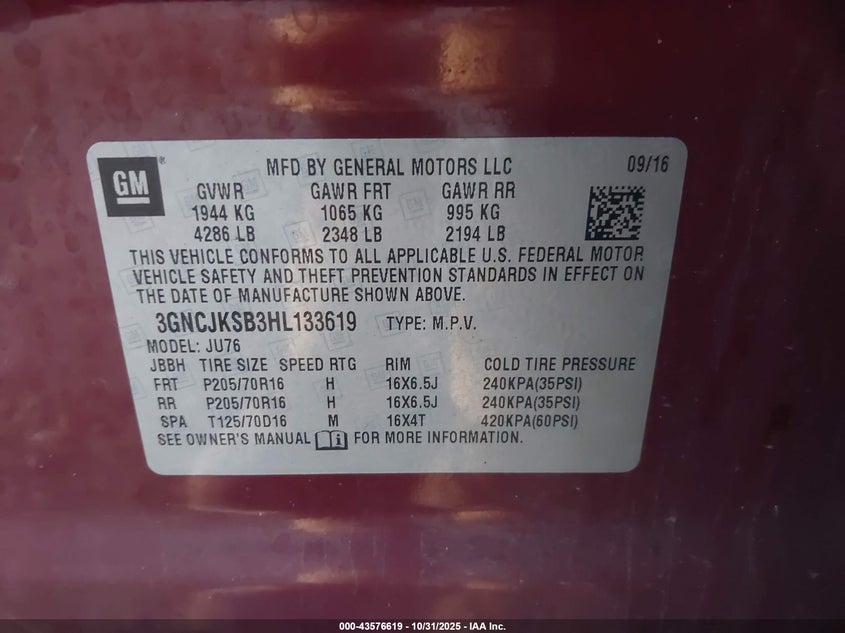 GM ® MFD BY GENERAL MOTORS LLC 09/16
GVWR GAWR FRT GAWR RR
1944 KG 1065 KG 995 KG
4286 LB 2348 LB 2194 LB
THIS VEHICLE CONFORMS TO ALL APPLICABLE U.S. FEDERAL MOTOR
VEHICLE SAFETY AND THEFT PREVENTION STANDARDS IN EFFECT ON
THE DATE OF MANUFACTURE SHOWN ABOVE.
3GNCJKSB3HL133619 TYPE: M.P.V.
MODEL: JU76
JBBH TIRE SIZE SPEED RTG RIM COLD TIRE PRESSURE
FRT P205/70R16 H 16X6.5J 240KPA(35PSI)
RR P205/70R16 H 16X6.5J 240KPA(35PSI)
SPA T125/70D16 M 16X4T 420KPA(60PSI)
SEE OWNER'S MANUAL FOR MORE INFORMATION.
000-43576619 - 10/31/2025 - IAA Inc.